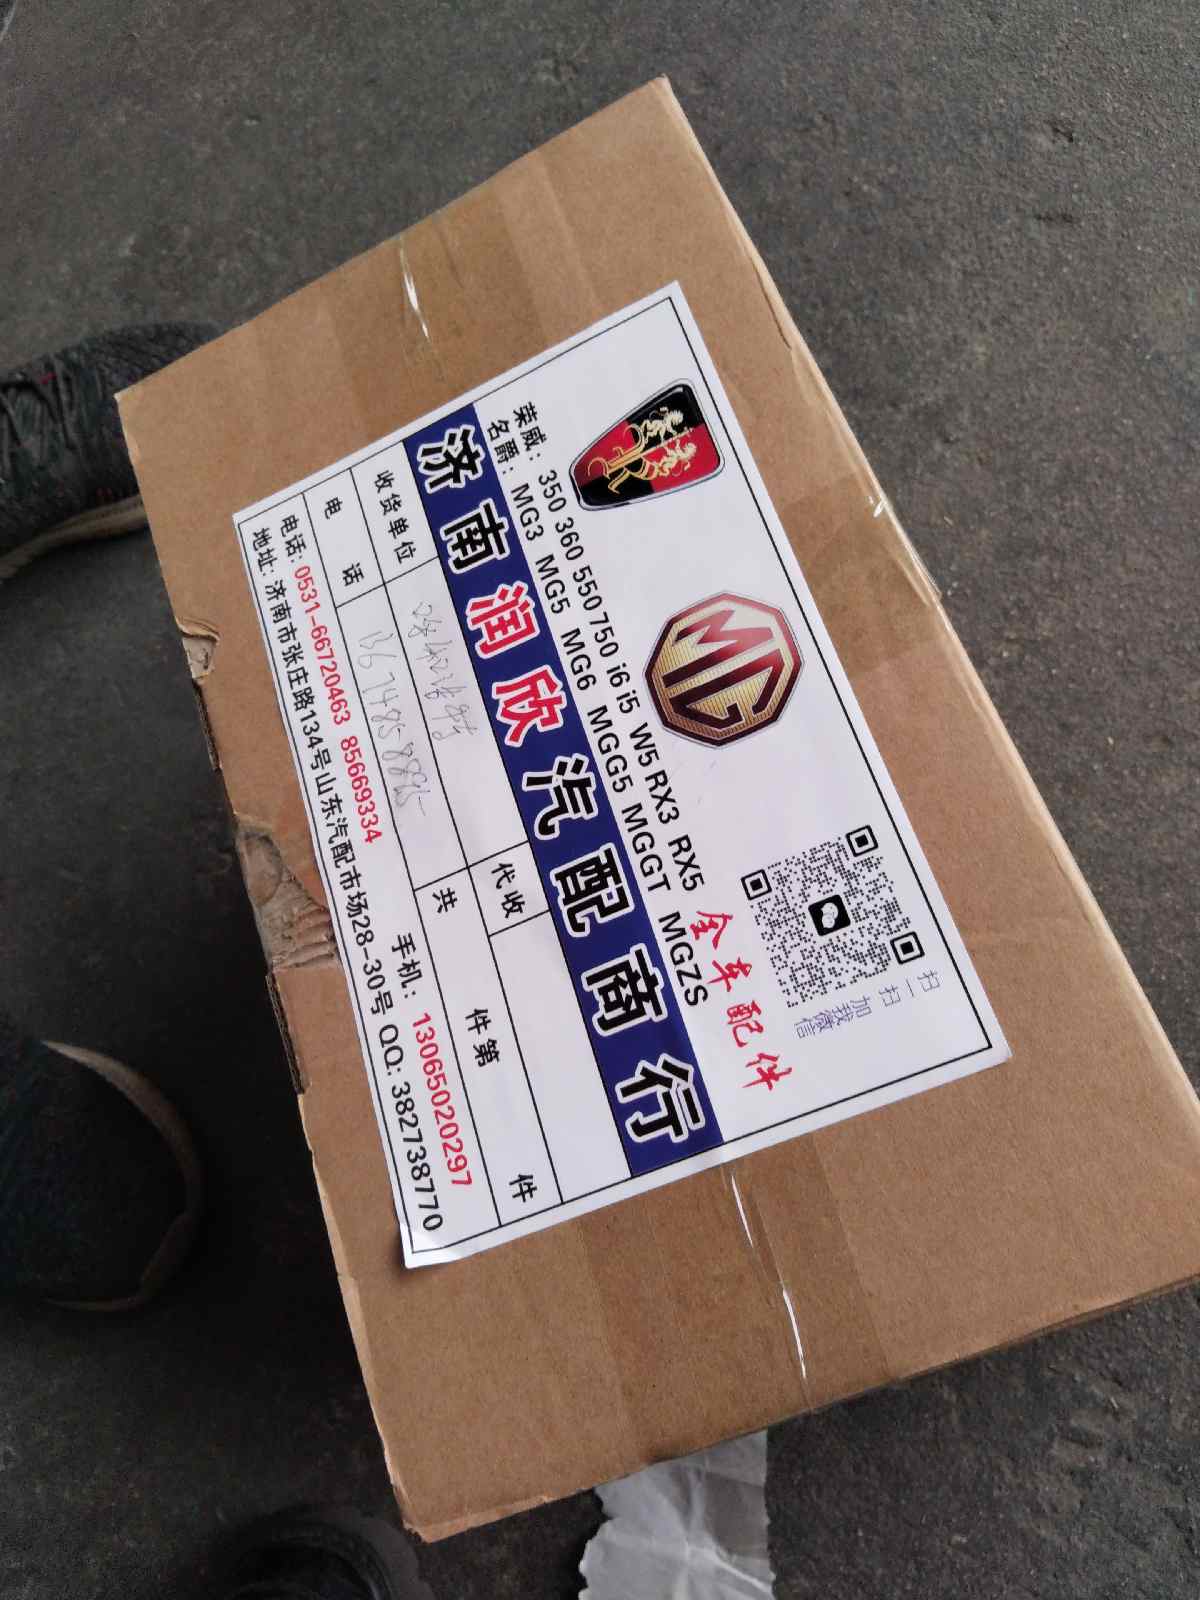 MG
扫一扫 加我微信
荣威：350 360 550 750 i6 i5 W5 RX3 RX5
名爵：MG3 MG5 MG6 MGG5 MGGT MGZS
全车配件
济南润欣汽配商行
收货单位
代收
电 话
共 件第 件
电话: 0531-66720463 85669334 手机：13065020297
地址: 济南市张庄路134号山东汽配市场28-30号 QQ: 382738770